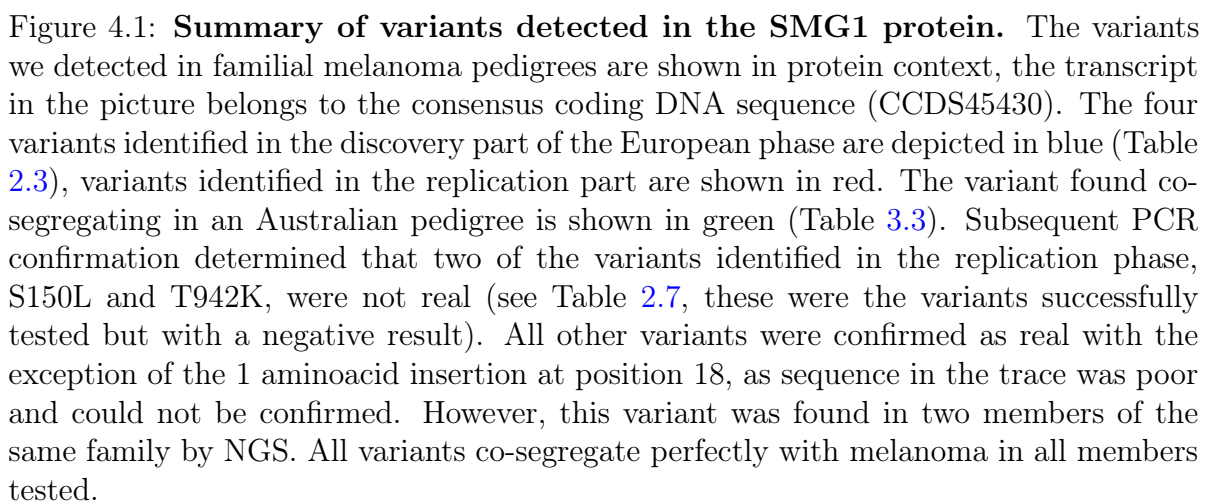 Figure 4.1: Summary of variants detected in the SMG1 protein. The variants
we detected in familial melanoma pedigrees are shown in protein context, the transcript
in the picture belongs to the consensus coding DNA sequence (CCDS45430). The four
variants identified in the discovery part of the European phase are depicted in blue (Table
2.3), variants identified in the replication part are shown in red. The variant found co-
segregating in an Australian pedigree is shown in green (Table 3.3). Subsequent PCR
confirmation determined that two of the variants identified in the replication phase,
S150L and T942K, were not real (see Table 2.7, these were the variants successfully
tested but with a negative result). All other variants were confirmed as real with the
exception of the 1 aminoacid insertion at position 18, as sequence in the trace was poor
and could not be confirmed. However, this variant was found in two members of the
same family by NGS. All variants co-segregate perfectly with melanoma in all members
tested.